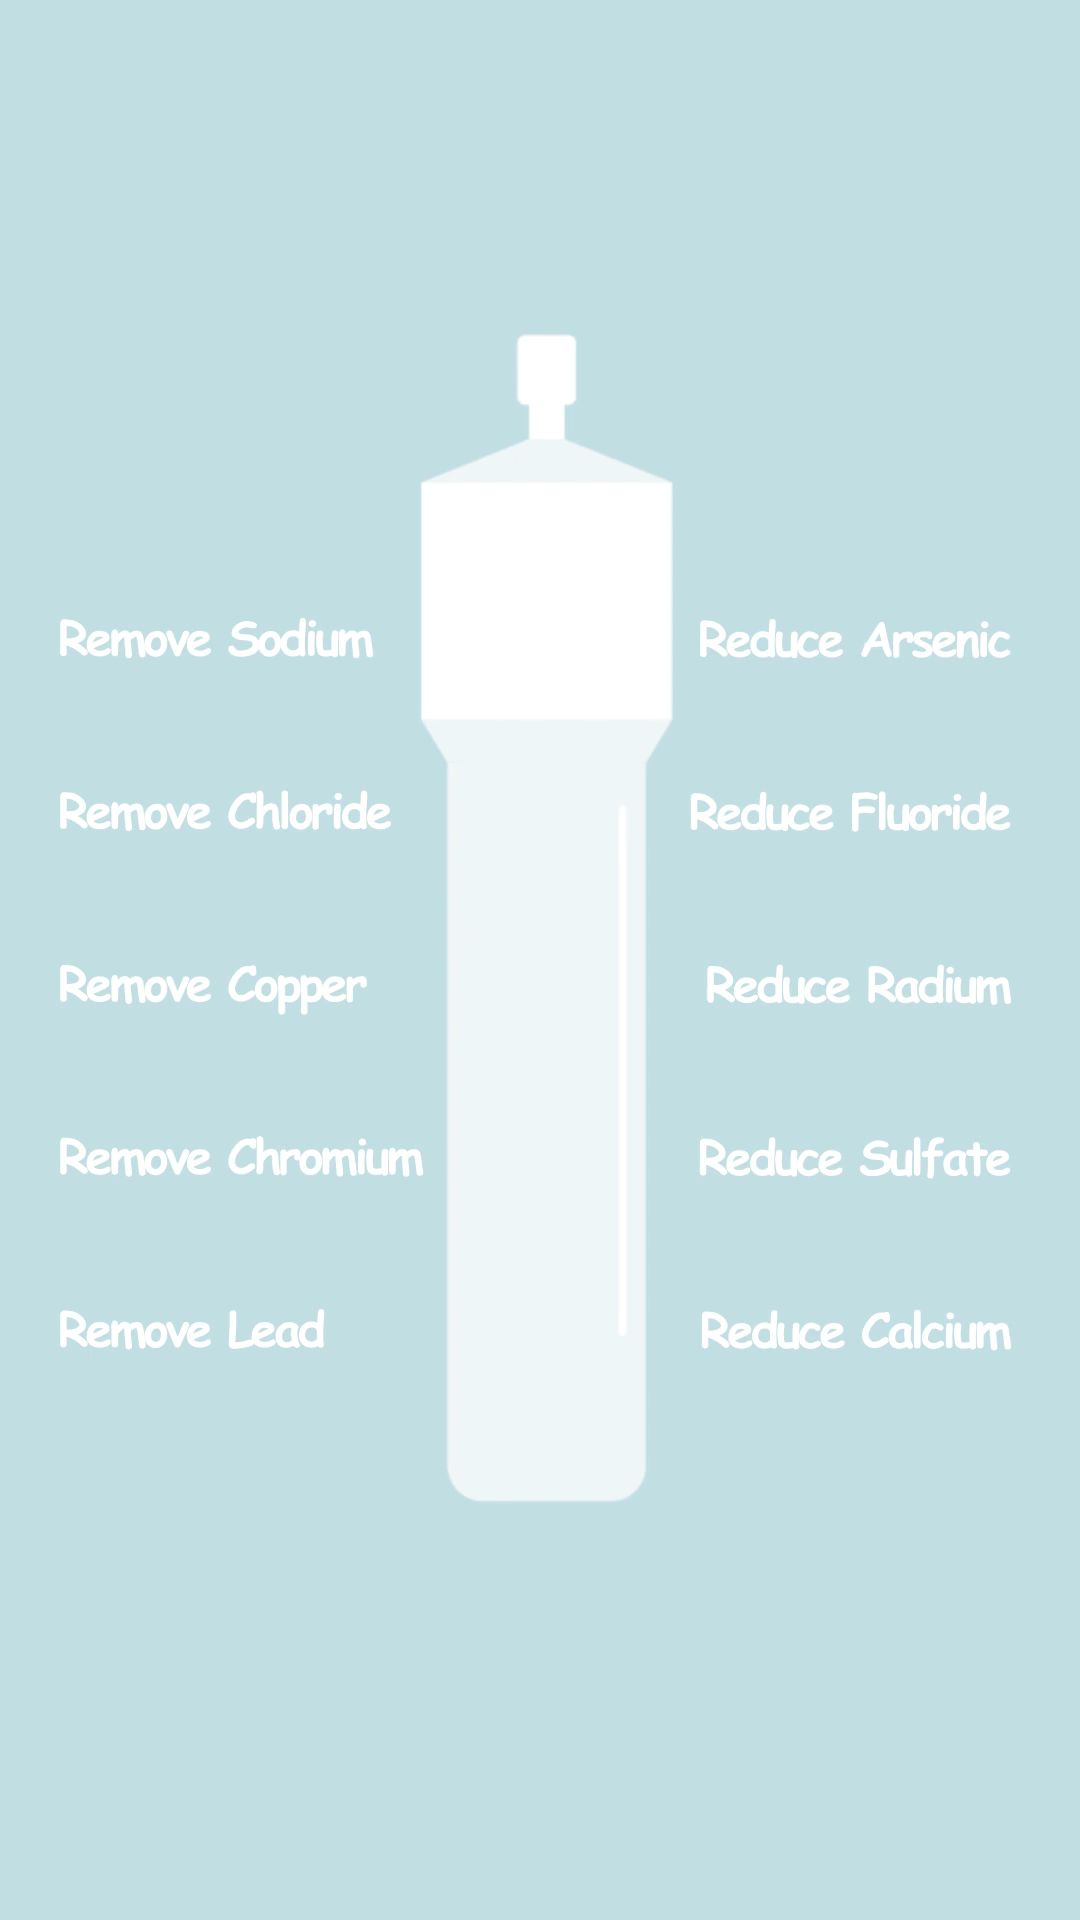 Remove Sodium
Reduce Arsenic
Remove Chloride
Reduce Fluoride
Remove Copper
Reduce Radium
Remove Chromium
Reduce Sulfate
Remove Lead
Reduce Calcium